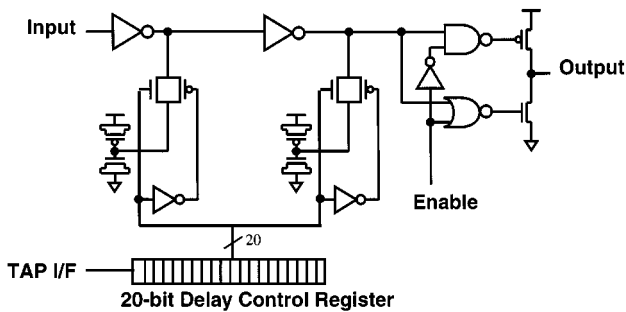 Input
Output
Enable
20
TAP I/F
20-bit Delay Control Register